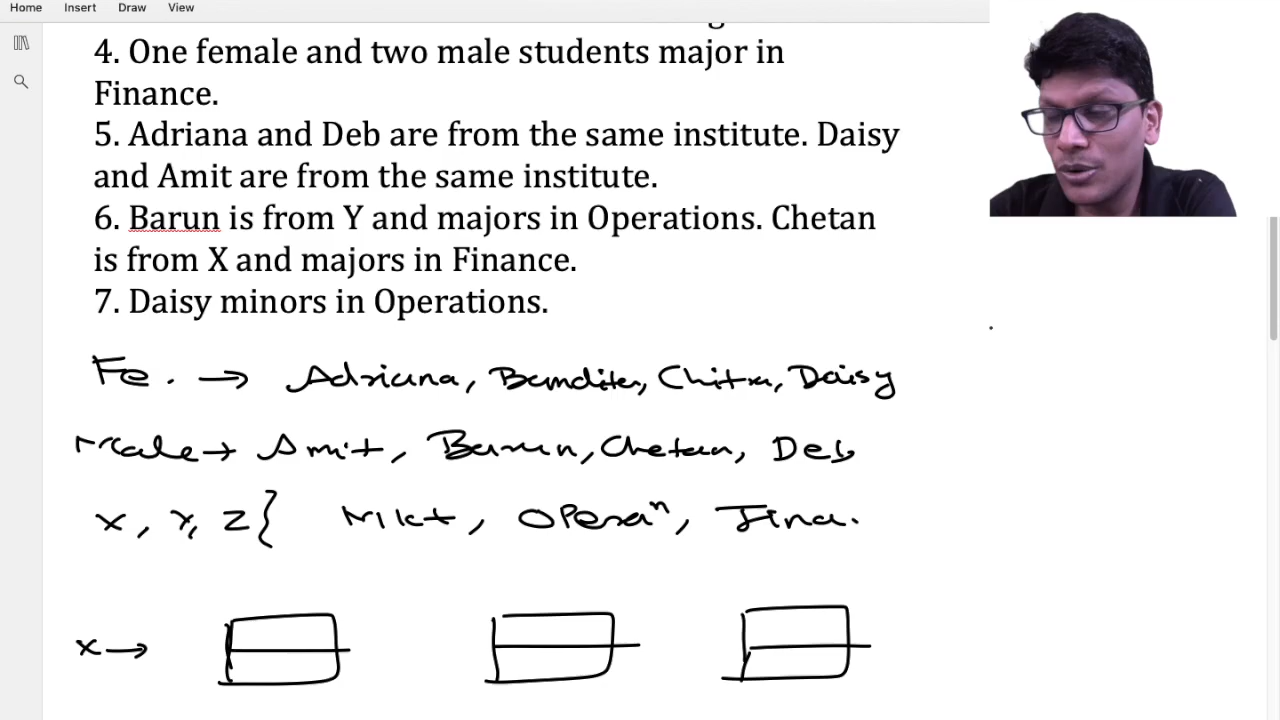 Home Insert Draw View
4. One female and two male students major in
Finance.
5. Adriana and Deb are from the same institute. Daisy
and Amit are from the same institute.
6. Barun is from Y and majors in Operations. Chetan
is from X and majors in Finance.
7. Daisy minors in Operations.
Fe. → Adriana, Bandita, Chitra, Daisy
Male → Amit, Barun, Chetan, Deb
X, Y, Z } Mkt, Operaⁿ, Fina.
X →